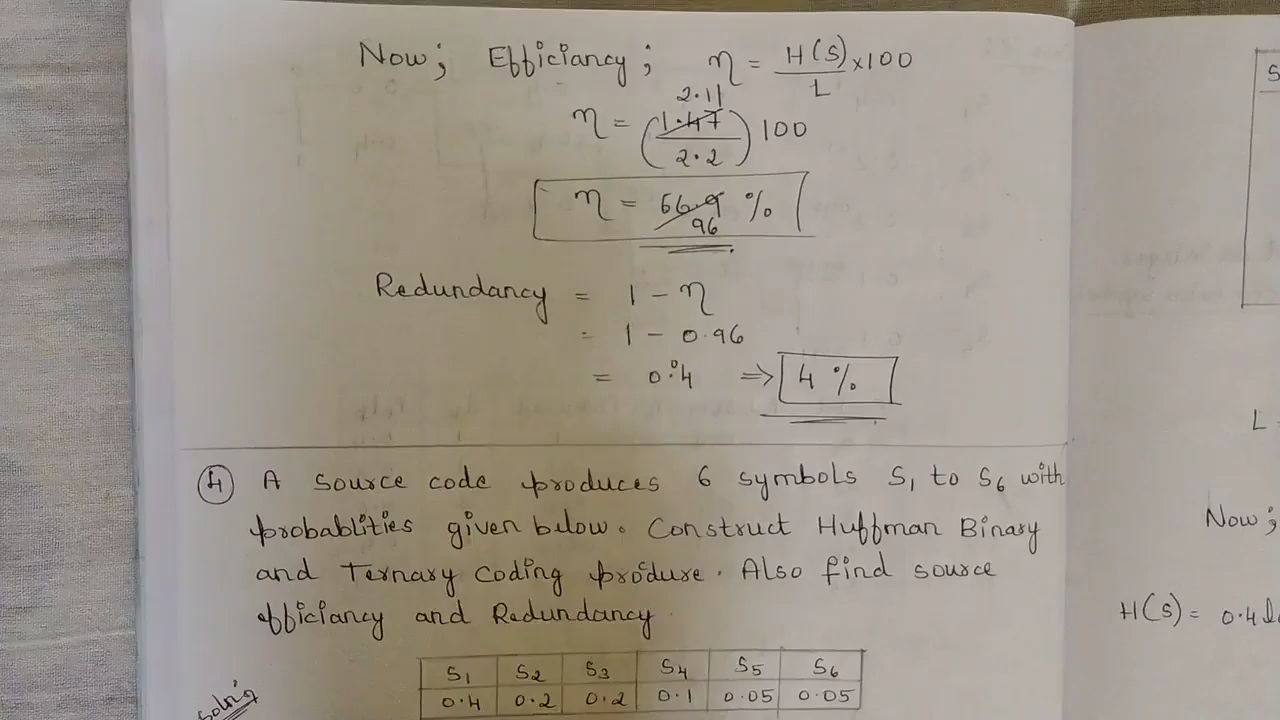 Now; Efficiancy; η = H(S)/L ×100
2.11
η = (1.47/2.2) 100
η = 66.9 %
96
Redundancy = 1 - η
= 1 - 0.96
= 0.4 ⇒ 4 %
4 A source code produces 6 symbols S1 to S6 with
probablities given below. Construct Huffman Binary
and Ternary coding produre. Also find source
efficiancy and Redundancy.
S1 S2 S3 S4 S5 S6
0.4 0.2 0.2 0.1 0.05 0.05
Soln;
S
L
Now;
H(S) = 0.4